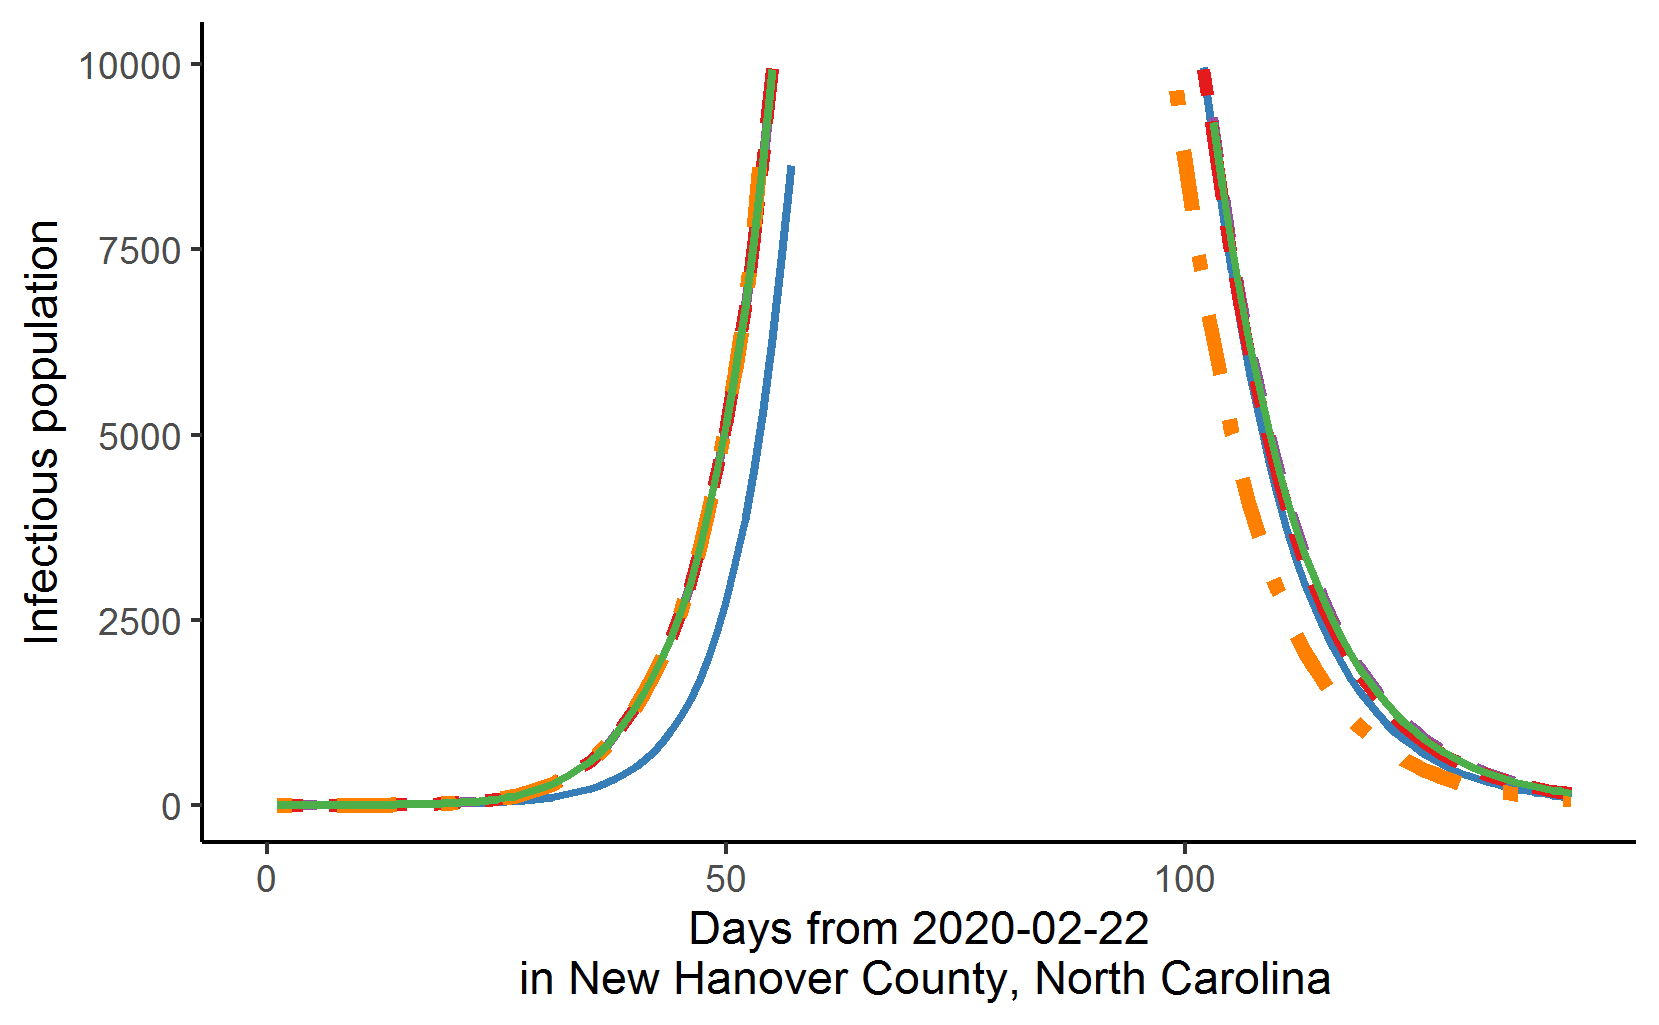 10000
7500
5000
2500
0
Infectious population
0 50 100
Days from 2020-02-22
in New Hanover County, North Carolina